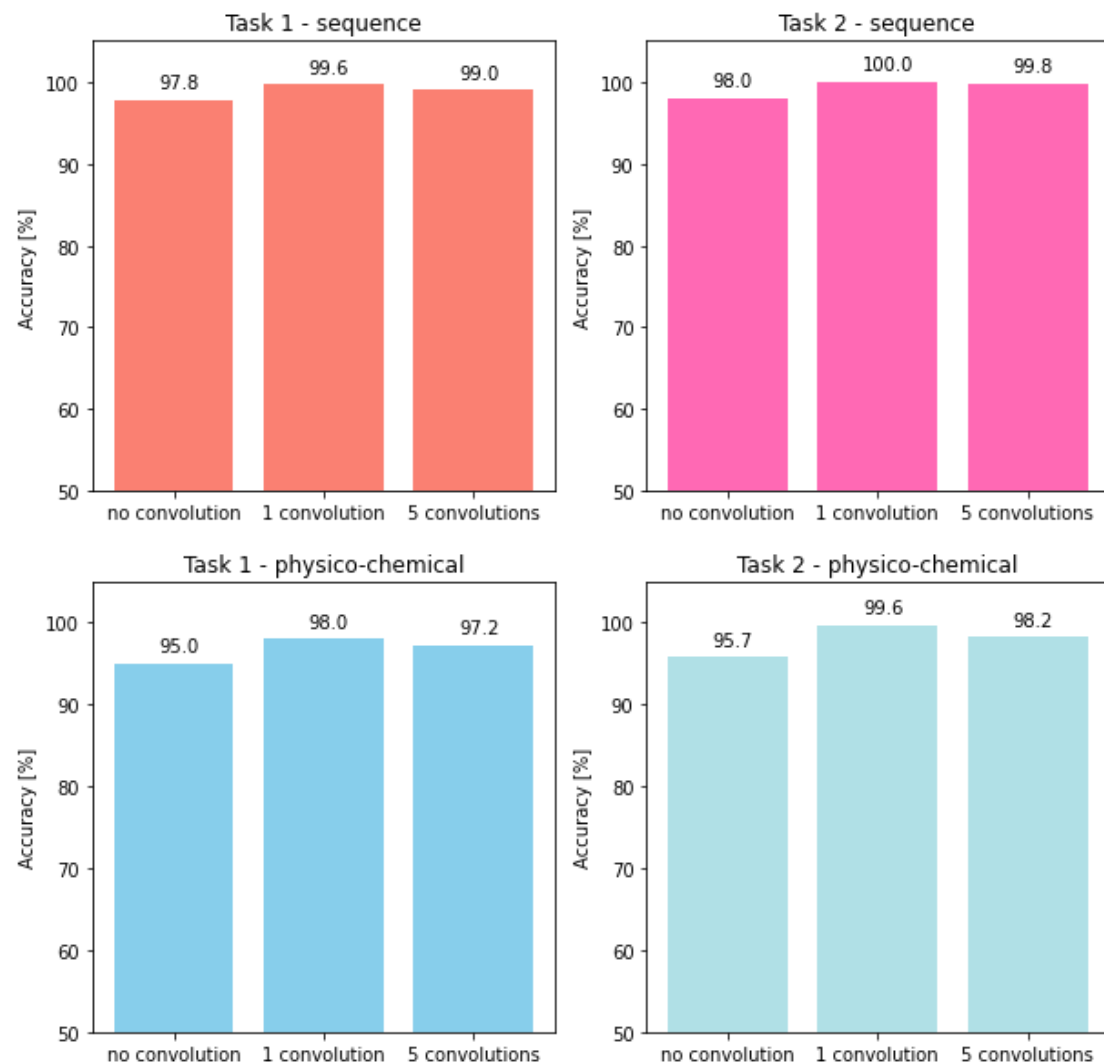 Task 1 - sequence
Task 2 - sequence
97.8
99.6
99.0
98.0
100.0
99.8
100
90
80
70
60
50
Accuracy [%]
100
90
80
70
60
50
Accuracy [%]
no convolution
1 convolution
5 convolutions
no convolution
1 convolution
5 convolutions
Task 1 - physico-chemical
Task 2 - physico-chemical
95.0
98.0
97.2
95.7
99.6
98.2
100
90
80
70
60
50
Accuracy [%]
100
90
80
70
60
50
Accuracy [%]
no convolution
1 convolution
5 convolutions
no convolution
1 convolution
5 convolutions